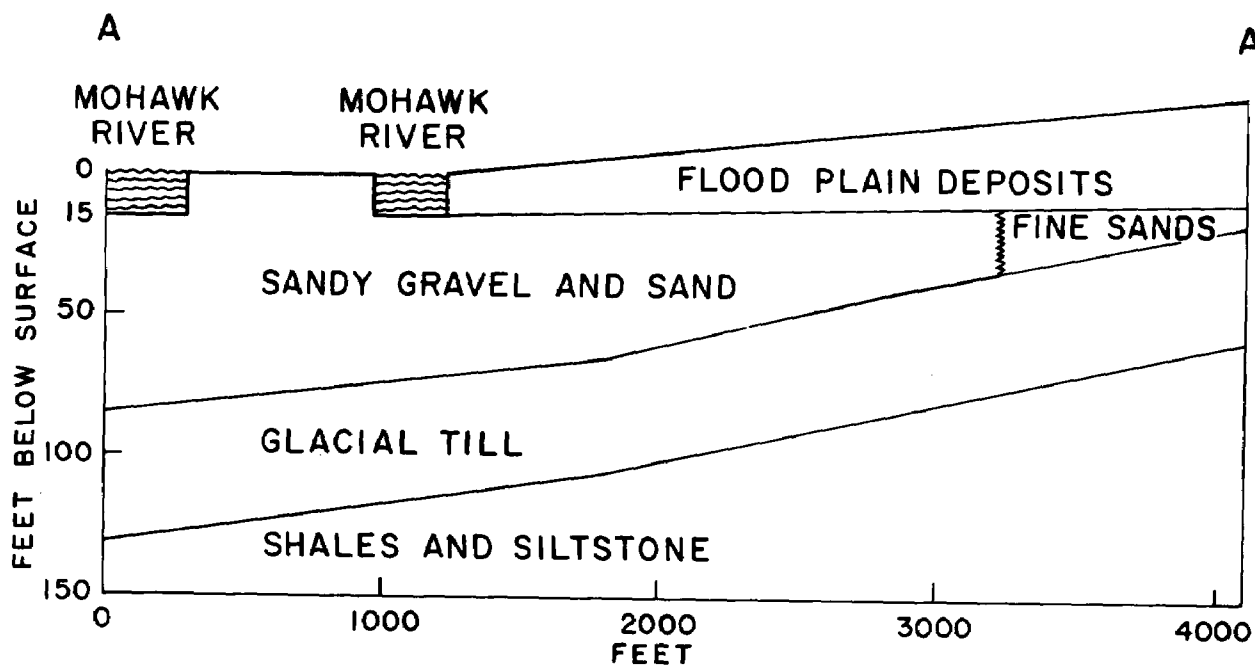 A
A
MOHAWK
RIVER
MOHAWK
RIVER
0
15
50
100
150
FEET BELOW SURFACE
FLOOD PLAIN DEPOSITS
FINE SANDS
SANDY GRAVEL AND SAND
GLACIAL TILL
SHALES AND SILTSTONE
0
1000
2000
3000
4000
FEET